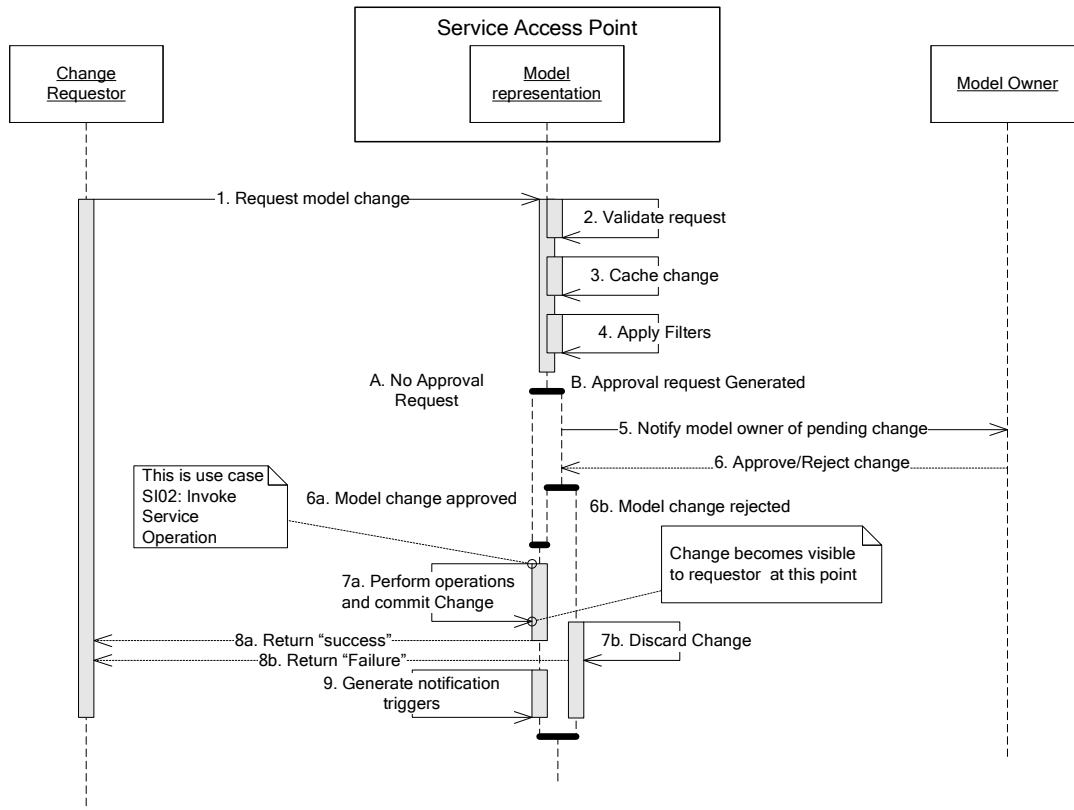 Service Access Point
Change
Requestor
Model
representation
Model Owner
1. Request model change
2. Validate request
3. Cache change
4. Apply Filters
A. No Approval
Request
B. Approval request Generated
5. Notify model owner of pending change
6. Approve/Reject change
This is use case
SI02: Invoke
Service
Operation
6a. Model change approved
6b. Model change rejected
Change becomes visible
to requestor at this point
7a. Perform operations
and commit Change
8a. Return “success”
7b. Discard Change
8b. Return “Failure”
9. Generate notification
triggers